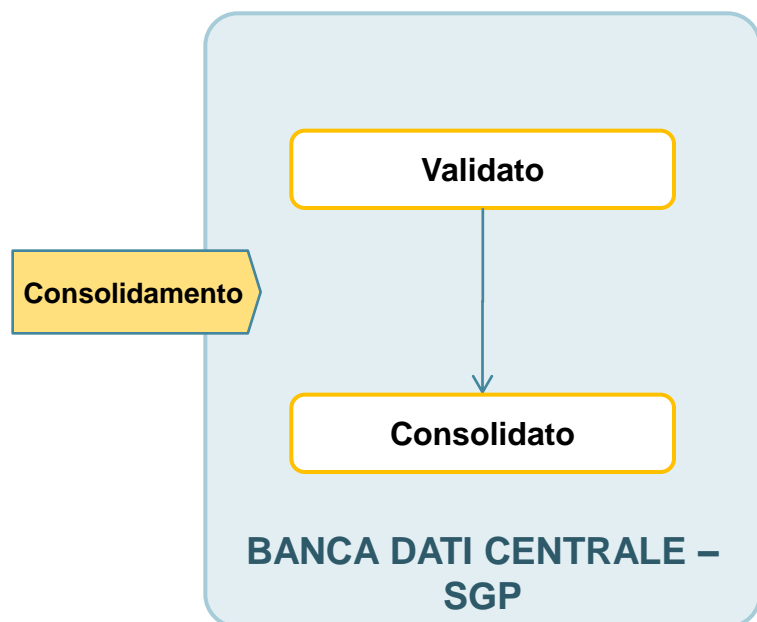 Validato
Consolidamento
Consolidato
BANCA DATI CENTRALE –
SGP